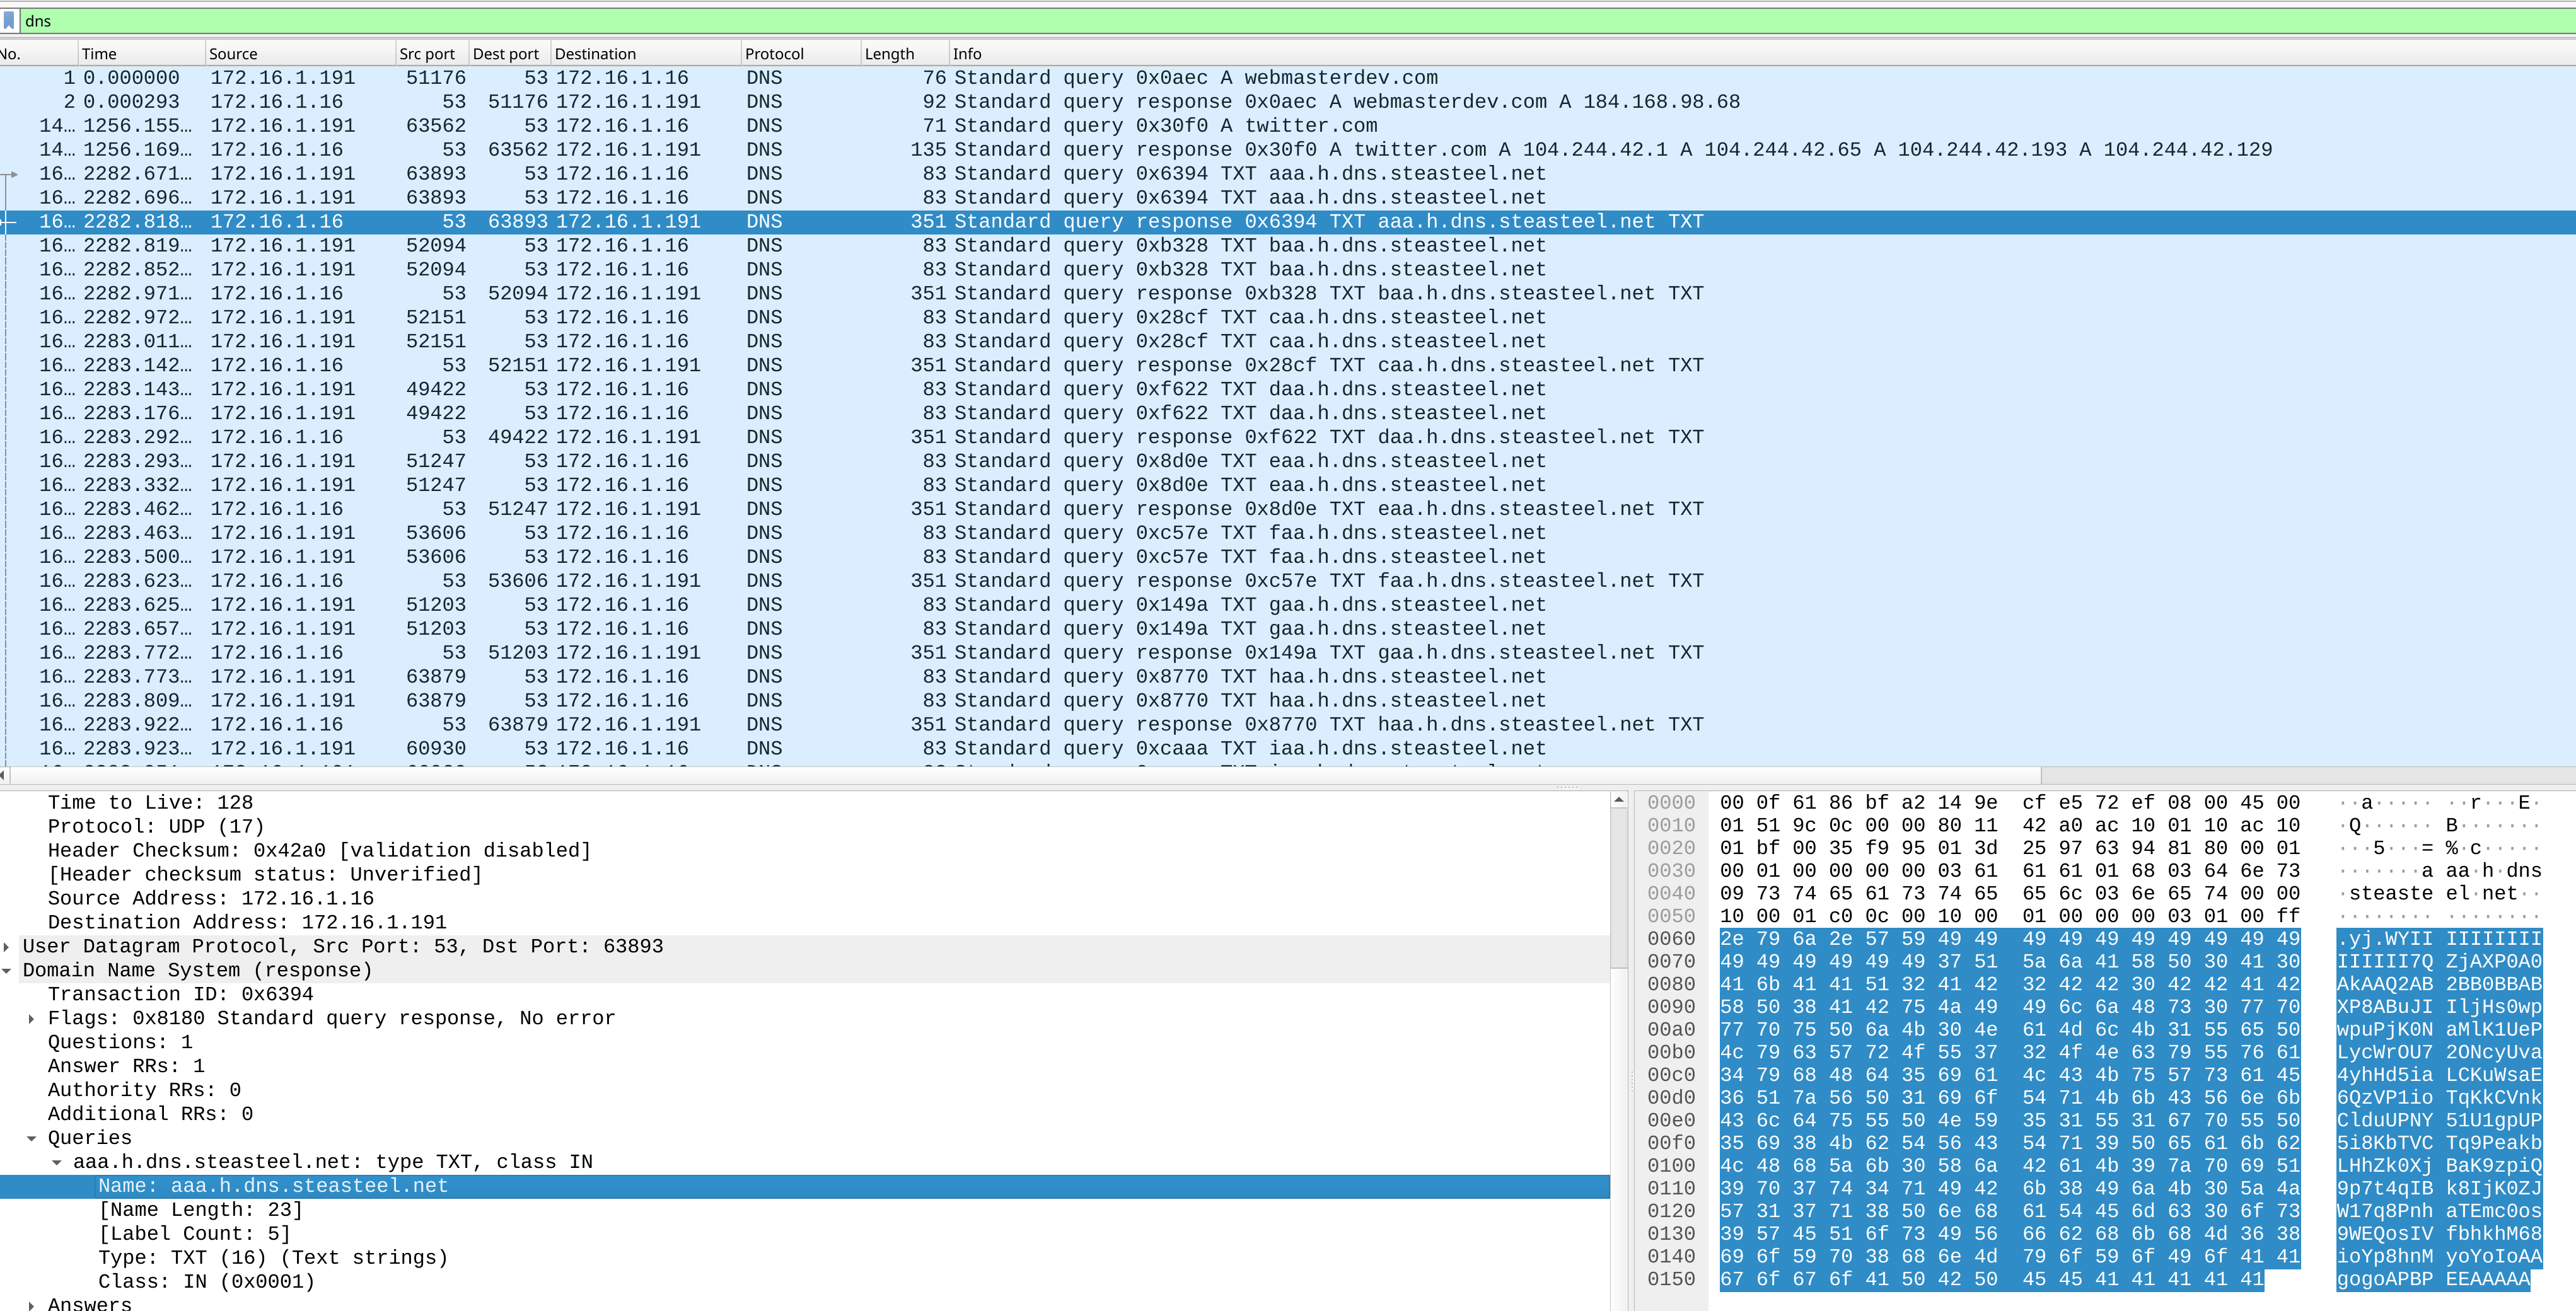 dns
No. Time Source Src port Dest port Destination Protocol Length Info
1 0.000000 172.16.1.191 51176 53 172.16.1.16 DNS 76 Standard query 0x0aec A webmasterdev.com
2 0.000293 172.16.1.16 53 51176 172.16.1.191 DNS 92 Standard query response 0x0aec A webmasterdev.com A 184.168.98.68
14… 1256.155… 172.16.1.191 63562 53 172.16.1.16 DNS 71 Standard query 0x30f0 A twitter.com
14… 1256.169… 172.16.1.16 53 63562 172.16.1.191 DNS 135 Standard query response 0x30f0 A twitter.com A 104.244.42.1 A 104.244.42.65 A 104.244.42.193 A 104.244.42.129
16… 2282.671… 172.16.1.191 63893 53 172.16.1.16 DNS 83 Standard query 0x6394 TXT aaa.h.dns.steasteel.net
16… 2282.696… 172.16.1.191 63893 53 172.16.1.16 DNS 83 Standard query 0x6394 TXT aaa.h.dns.steasteel.net
16… 2282.818… 172.16.1.16 53 63893 172.16.1.191 DNS 351 Standard query response 0x6394 TXT aaa.h.dns.steasteel.net TXT
16… 2282.819… 172.16.1.191 52094 53 172.16.1.16 DNS 83 Standard query 0xb328 TXT baa.h.dns.steasteel.net
16… 2282.852… 172.16.1.191 52094 53 172.16.1.16 DNS 83 Standard query 0xb328 TXT baa.h.dns.steasteel.net
16… 2282.971… 172.16.1.16 53 52094 172.16.1.191 DNS 351 Standard query response 0xb328 TXT baa.h.dns.steasteel.net TXT
16… 2282.972… 172.16.1.191 52151 53 172.16.1.16 DNS 83 Standard query 0x28cf TXT caa.h.dns.steasteel.net
16… 2283.011… 172.16.1.191 52151 53 172.16.1.16 DNS 83 Standard query 0x28cf TXT caa.h.dns.steasteel.net
16… 2283.142… 172.16.1.16 53 52151 172.16.1.191 DNS 351 Standard query response 0x28cf TXT caa.h.dns.steasteel.net TXT
16… 2283.143… 172.16.1.191 49422 53 172.16.1.16 DNS 83 Standard query 0xf622 TXT daa.h.dns.steasteel.net
16… 2283.176… 172.16.1.191 49422 53 172.16.1.16 DNS 83 Standard query 0xf622 TXT daa.h.dns.steasteel.net
16… 2283.292… 172.16.1.16 53 49422 172.16.1.191 DNS 351 Standard query response 0xf622 TXT daa.h.dns.steasteel.net TXT
16… 2283.293… 172.16.1.191 51247 53 172.16.1.16 DNS 83 Standard query 0x8d0e TXT eaa.h.dns.steasteel.net
16… 2283.332… 172.16.1.191 51247 53 172.16.1.16 DNS 83 Standard query 0x8d0e TXT eaa.h.dns.steasteel.net
16… 2283.462… 172.16.1.16 53 51247 172.16.1.191 DNS 351 Standard query response 0x8d0e TXT eaa.h.dns.steasteel.net TXT
16… 2283.463… 172.16.1.191 53606 53 172.16.1.16 DNS 83 Standard query 0xc57e TXT faa.h.dns.steasteel.net
16… 2283.500… 172.16.1.191 53606 53 172.16.1.16 DNS 83 Standard query 0xc57e TXT faa.h.dns.steasteel.net
16… 2283.623… 172.16.1.16 53 53606 172.16.1.191 DNS 351 Standard query response 0xc57e TXT faa.h.dns.steasteel.net TXT
16… 2283.625… 172.16.1.191 51203 53 172.16.1.16 DNS 83 Standard query 0x149a TXT gaa.h.dns.steasteel.net
16… 2283.657… 172.16.1.191 51203 53 172.16.1.16 DNS 83 Standard query 0x149a TXT gaa.h.dns.steasteel.net
16… 2283.772… 172.16.1.16 53 51203 172.16.1.191 DNS 351 Standard query response 0x149a TXT gaa.h.dns.steasteel.net TXT
16… 2283.773… 172.16.1.191 63879 53 172.16.1.16 DNS 83 Standard query 0x8770 TXT haa.h.dns.steasteel.net
16… 2283.809… 172.16.1.191 63879 53 172.16.1.16 DNS 83 Standard query 0x8770 TXT haa.h.dns.steasteel.net
16… 2283.922… 172.16.1.16 53 63879 172.16.1.191 DNS 351 Standard query response 0x8770 TXT haa.h.dns.steasteel.net TXT
16… 2283.923… 172.16.1.191 60930 53 172.16.1.16 DNS 83 Standard query 0xcaaa TXT iaa.h.dns.steasteel.net
Time to Live: 128
Protocol: UDP (17)
Header Checksum: 0x42a0 [validation disabled]
[Header checksum status: Unverified]
Source Address: 172.16.1.16
Destination Address: 172.16.1.191
User Datagram Protocol, Src Port: 53, Dst Port: 63893
Domain Name System (response)
Transaction ID: 0x6394
Flags: 0x8180 Standard query response, No error
Questions: 1
Answer RRs: 1
Authority RRs: 0
Additional RRs: 0
Queries
aaa.h.dns.steasteel.net: type TXT, class IN
Name: aaa.h.dns.steasteel.net
[Name Length: 23]
[Label Count: 5]
Type: TXT (16) (Text strings)
Class: IN (0x0001)
Answers
0000 00 0f 61 86 bf a2 14 9e cf e5 72 ef 08 00 45 00 ··a····· ··r···E·
0010 01 51 9c 0c 00 00 80 11 42 a0 ac 10 01 10 ac 10 ·Q······ B·······
0020 01 bf 00 35 f9 95 01 3d 25 97 63 94 81 80 00 01 ···5···= %·c·····
0030 00 01 00 00 00 00 03 61 61 61 01 68 03 64 6e 73 ·······a aa·h·dns
0040 09 73 74 65 61 73 74 65 65 6c 03 6e 65 74 00 00 ·steaste el·net··
0050 10 00 01 c0 0c 00 10 00 01 00 00 00 03 01 00 ff ········ ········
0060 2e 79 6a 2e 57 59 49 49 49 49 49 49 49 49 49 49 .yj.WYII IIIIIIII
0070 49 49 49 49 49 49 37 51 5a 6a 41 58 50 30 41 30 IIIIII7Q ZjAXP0A0
0080 41 6b 41 41 51 32 41 42 32 42 42 30 42 42 41 42 AkAAQ2AB 2BB0BBAB
0090 58 50 38 41 42 75 4a 49 49 6c 6a 48 73 30 77 70 XP8ABuJI IljHs0wp
00a0 77 70 75 50 6a 4b 30 4e 61 4d 6c 4b 31 55 65 50 wpuPjK0N aMlK1UeP
00b0 4c 79 63 57 72 4f 55 37 32 4f 4e 63 79 55 76 61 LycWrOU7 2ONcyUva
00c0 34 79 68 48 64 35 69 61 4c 43 4b 75 57 73 61 45 4yhHd5ia LCKuWsaE
00d0 36 51 7a 56 50 31 69 6f 54 71 4b 6b 43 56 6e 6b 6QzVP1io TqKkCVnk
00e0 43 6c 64 75 55 50 4e 59 35 31 55 31 67 70 55 50 ClduUPNY 51U1gpUP
00f0 35 69 38 4b 62 54 56 43 54 71 39 50 65 61 6b 62 5i8KbTVC Tq9Peakb
0100 4c 48 68 5a 6b 30 58 6a 42 61 4b 39 7a 70 69 51 LHhZk0Xj BaK9zpiQ
0110 39 70 37 74 34 71 49 42 6b 38 49 6a 4b 30 5a 4a 9p7t4qIB k8IjK0ZJ
0120 57 31 37 71 38 50 6e 68 61 54 45 6d 63 30 6f 73 W17q8Pnh aTEmc0os
0130 39 57 45 51 6f 73 49 56 66 62 68 6b 68 4d 36 38 9WEQosIV fbhkhM68
0140 69 6f 59 70 38 68 6e 4d 79 6f 59 6f 49 6f 41 41 ioYp8hnM yoYoIoAA
0150 67 6f 67 6f 41 50 42 50 45 45 41 41 41 41 41 gogoAPBP EEAAAAA